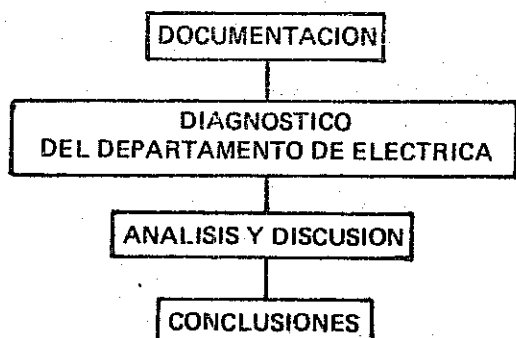 DOCUMENTACION
DIAGNOSTICO
DEL DEPARTAMENTO DE ELECTRICA
ANALISIS Y DISCUSION
CONCLUSIONES